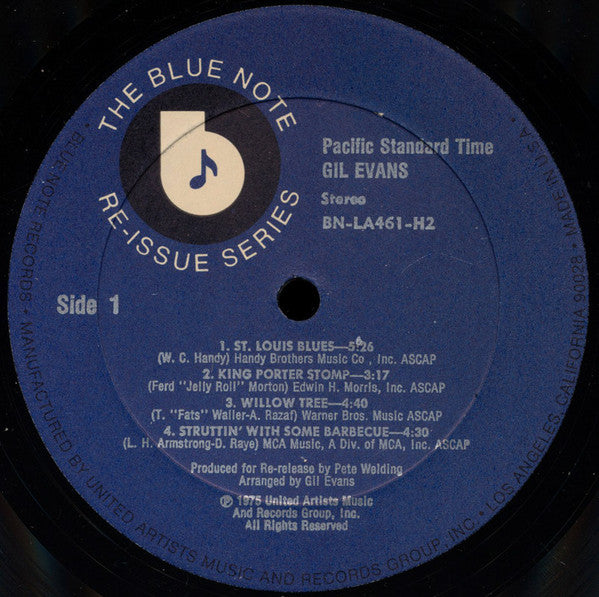 THE BLUE NOTE
RE-ISSUE SERIES
b
Pacific Standard Time
GIL EVANS
Stereo
BN-LA461-H2
Side 1
1. ST. LOUIS BLUES—5:26
(W. C. Handy) Handy Brothers Music Co., Inc. ASCAP
2. KING PORTER STOMP—3:17
(Ferd "Jelly Roll" Morton) Edwin H. Morris, Inc. ASCAP
3. WILLOW TREE—4:40
(T. "Fats" Waller-A. Razaf) Warner Bros. Music ASCAP
4. STRUTTIN' WITH SOME BARBECUE—4:30
(L. H. Armstrong-D. Raye) MCA Music, A Div. of MCA, Inc. ASCAP
Produced for Re-release by Pete Welding
Arranged by
Gil Evans
℗ 1975 United Artists Music
And Records Group, Inc.
All Rights Reserved
• BLUE NOTE RECORDS • MANUFACTURED BY UNITED ARTISTS MUSIC AND RECORDS GROUP, INC. • LOS ANGELES, CALIFORNIA 90028 • MADE IN U.S.A. •